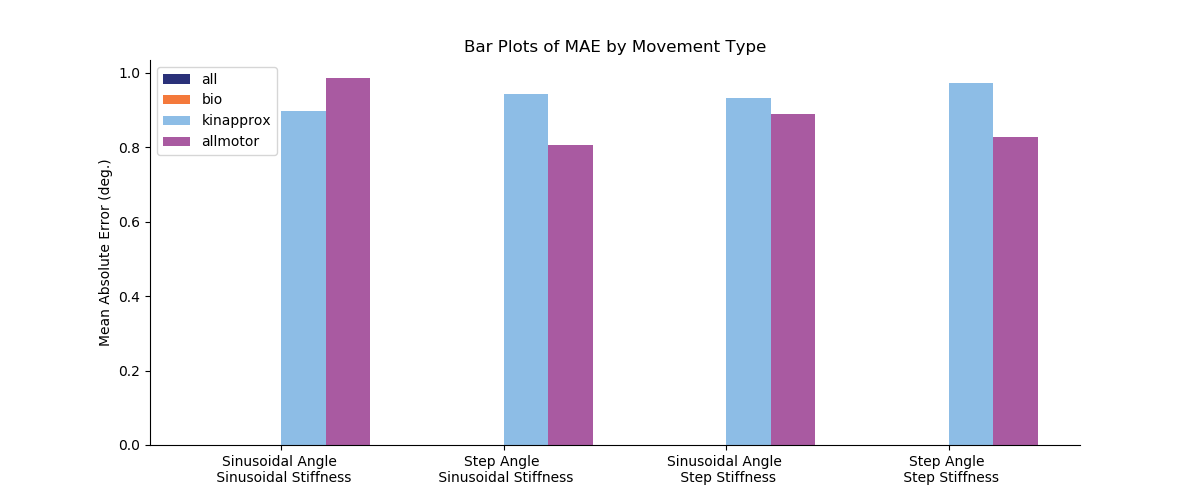 Bar Plots of MAE by Movement Type
all
bio
kinapprox
allmotor
Mean Absolute Error (deg.)
1.0
0.8
0.6
0.4
0.2
0.0
Sinusoidal Angle
Sinusoidal Stiffness
Step Angle
Sinusoidal Stiffness
Sinusoidal Angle
Step Stiffness
Step Angle
Step Stiffness